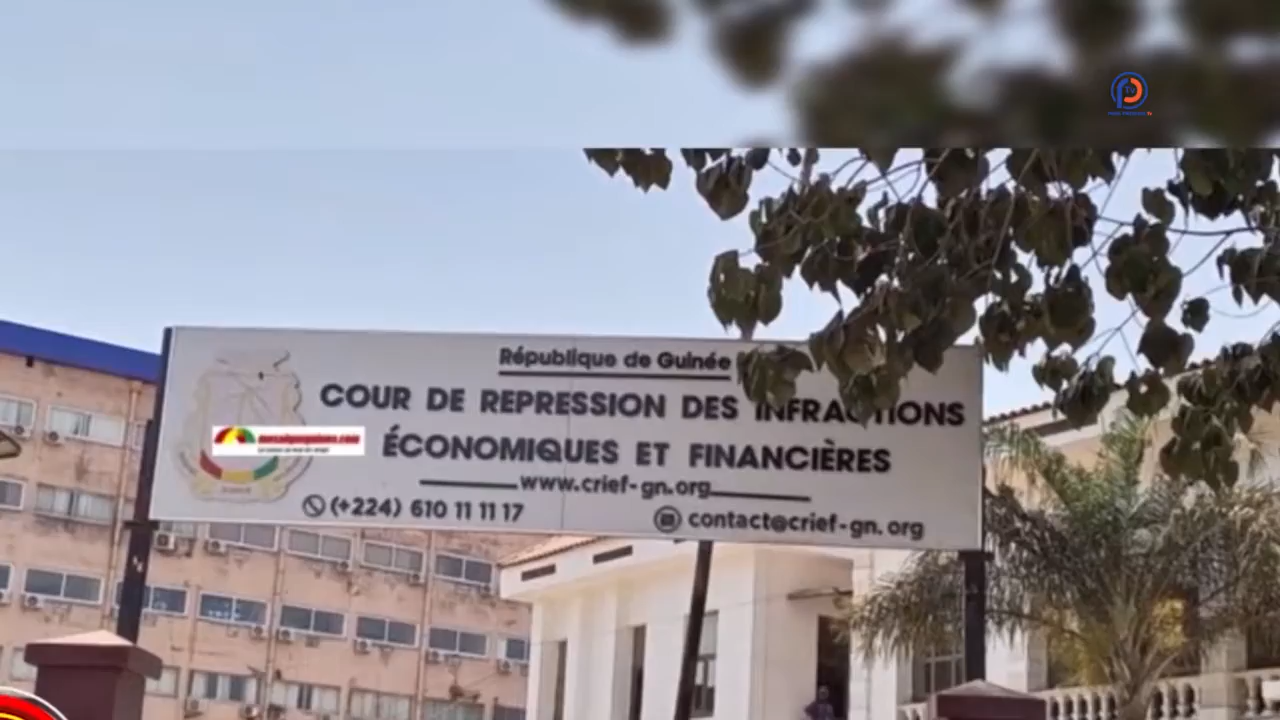 TV
République de Guinée
COUR DE REPRESSION DES INFRACTIONS
ÉCONOMIQUES ET FINANCIÈRES
www.crief-gn.org
(+224) 610 11 11 17
contact@crief-gn.org